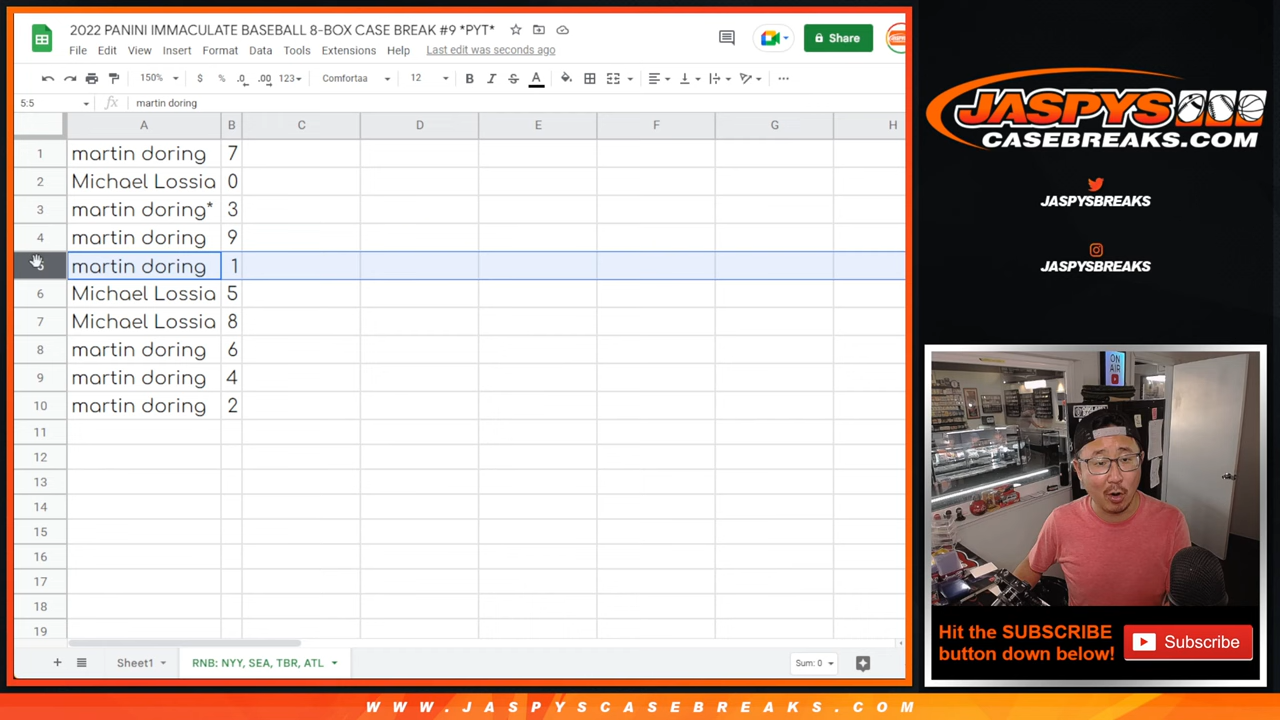 2022 PANINI IMMACULATE BASEBALL 8-BOX CASE BREAK #9 *PYT*
File Edit View Insert Format Data Tools Extensions Help Last edit was seconds ago
Share
150% $ % .0 .00 123 Comfortaa 12 B I S A
5:5 fx martin doring
A B C D E F G H
1 martin doring 7
2 Michael Lossia 0
3 martin doring* 3
4 martin doring 9
5 martin doring 1
6 Michael Lossia 5
7 Michael Lossia 8
8 martin doring 6
9 martin doring 4
10 martin doring 2
11
12
13
14
15
16
17
18
19
Sheet1 RNB: NYY, SEA, TBR, ATL Sum: 0
JASPYS
CASEBREAKS.COM
JASPYSBREAKS
JASPYSBREAKS
ON
AIR
Hit the SUBSCRIBE
button down below!
Subscribe
WWW.JASPYSCASEBREAKS.COM